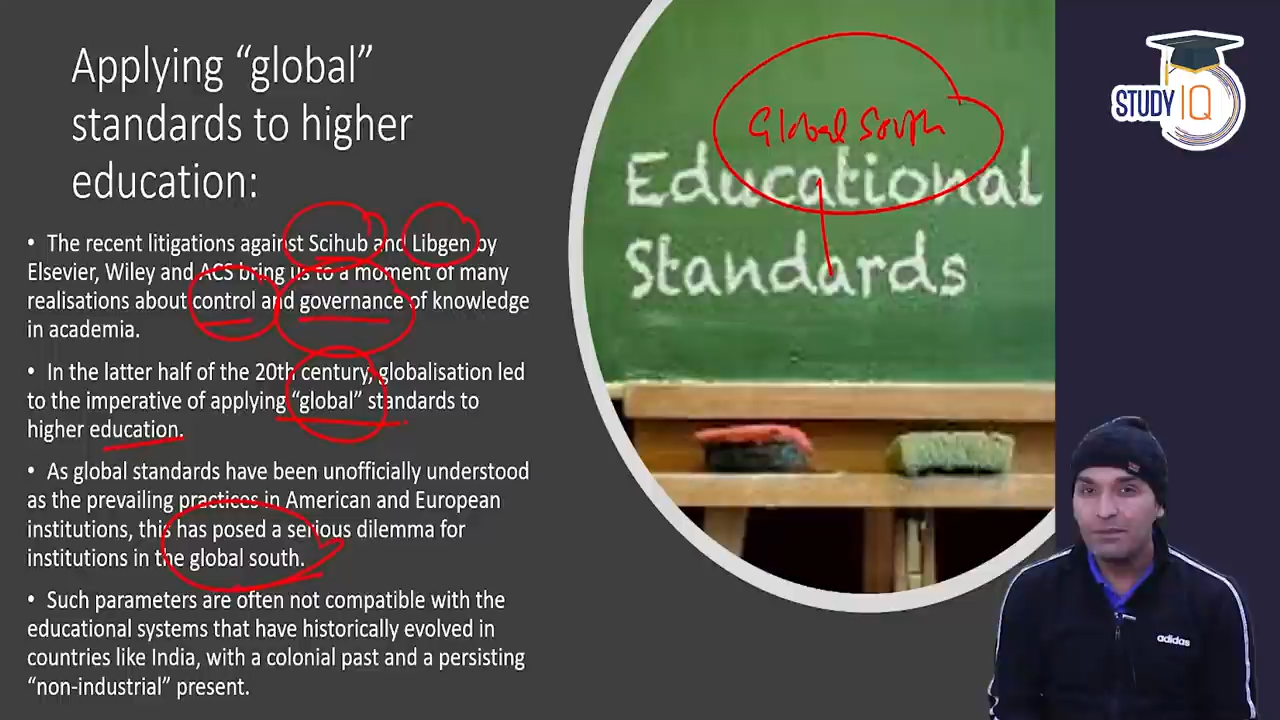 Applying “global”
standards to higher
education:
• The recent litigations against Scihub and Libgen by
Elsevier, Wiley and ACS bring us to a moment of many
realisations about control and governance of knowledge
in academia.
• In the latter half of the 20th century, globalisation led
to the imperative of applying “global” standards to
higher education.
• As global standards have been unofficially understood
as the prevailing practices in American and European
institutions, this has posed a serious dilemma for
institutions in the global south.
• Such parameters are often not compatible with the
educational systems that have historically evolved in
countries like India, with a colonial past and a persisting
“non-industrial” present.
Global South
Educational
Standards
STUDY IQ
adidas